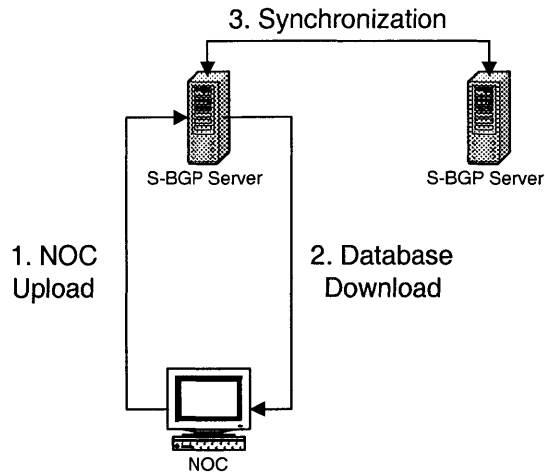 3. Synchronization
S-BGP Server
S-BGP Server
1. NOC
Upload
2. Database
Download
NOC